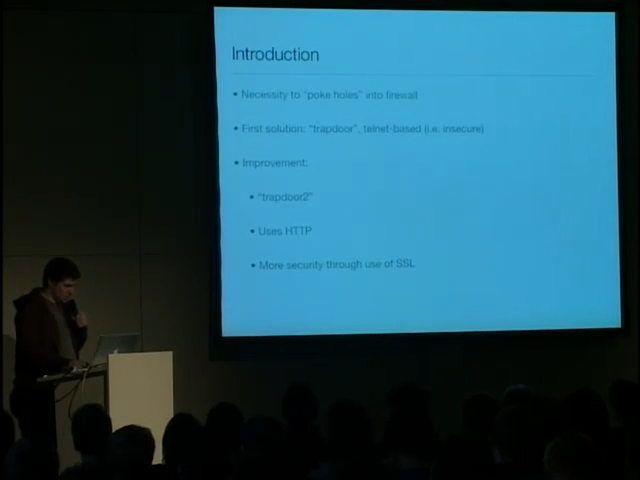 Introduction
• Necessity to "poke holes" into firewall
• First solution: "trapdoor", telnet-based (i.e. insecure)
• Improvement:
• "trapdoor2"
• Uses HTTP
• More security through use of SSL